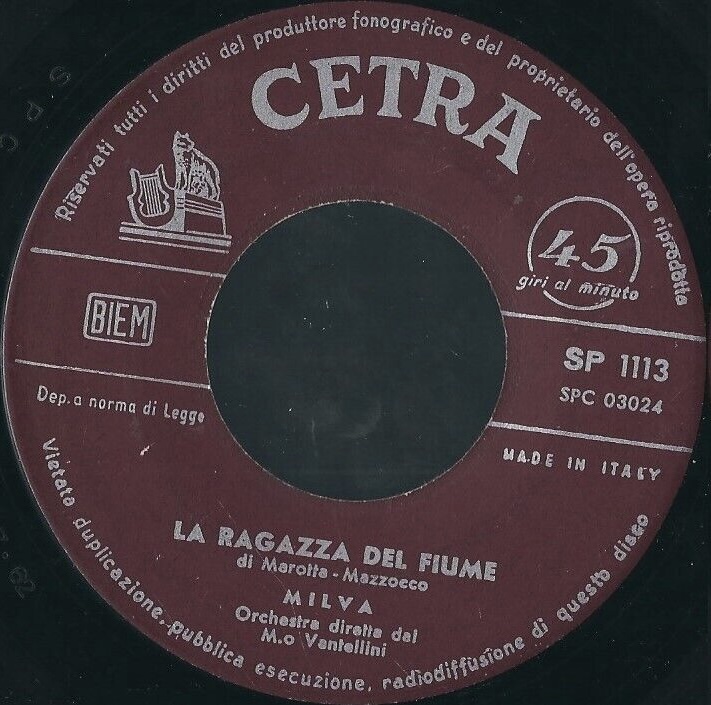 Riservati tutti i diritti del produttore fonografico e del proprietario dell'opera riprodotta
CETRA
45
giri al minuto
BIEM
SP 1113
SPC 03024
Dep. a norma di Legge
MADE IN ITALY
LA RAGAZZA DEL FIUME
di Marotta - Mazzocco
MILVA
Orchestra diretta dal
M.o Vantellini
Vietata duplicazione, pubblica esecuzione, radiodiffusione di questo disco